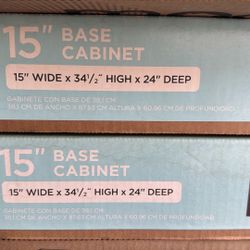 15" BASE
CABINET
15" WIDE x 34½" HIGH x 24" DEEP
GABINETE CON BASE DE 38,1 CM
38,1 CM DE ANCHO X 87,63 CM ALTURA X 60,96 CM DE PROFUNDIDAD
15" BASE
CABINET
15" WIDE x 34½" HIGH x 24" DEEP
GABINETE CON BASE DE 38,1 CM
38,1 CM DE ANCHO X 87,63 CM ALTURA X 60,96 CM DE PROFUNDIDAD